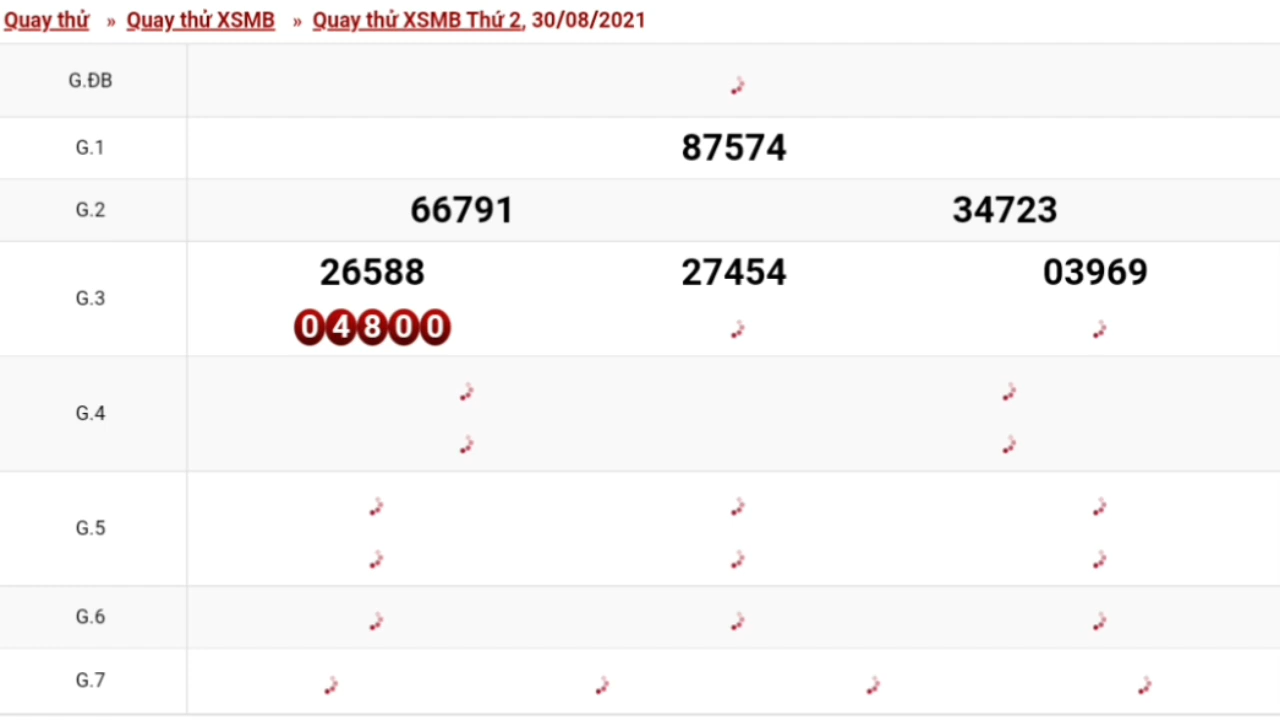 Quay thử » Quay thử XSMB » Quay thử XSMB Thứ 2, 30/08/2021
G.ĐB
G.1 87574
G.2 66791 34723
26588 27454 03969
G.3
04800
G.4
G.5
G.6
G.7